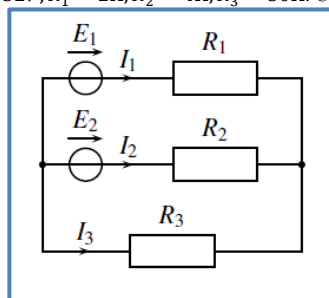 E₁
I₁ R₁
E₂
I₂ R₂
I₃ R₃